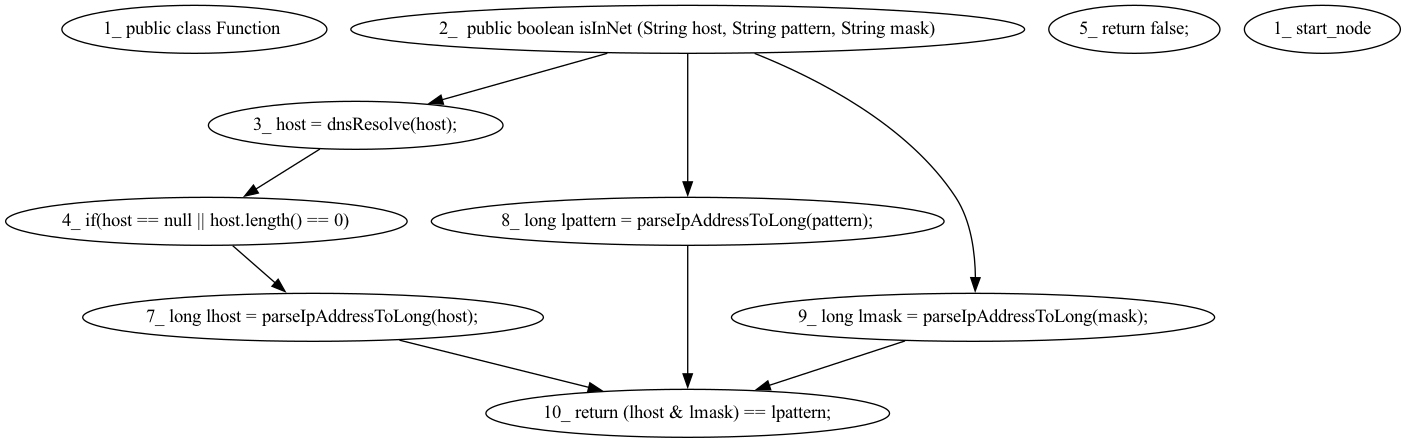 1_ public class Function
2_ public boolean isInNet (String host, String pattern, String mask)
5_ return false;
1_ start_node
3_ host = dnsResolve(host);
4_ if(host == null || host.length() == 0)
8_ long lpattern = parseIpAddressToLong(pattern);
7_ long lhost = parseIpAddressToLong(host);
9_ long lmask = parseIpAddressToLong(mask);
10_ return (lhost & lmask) == lpattern;